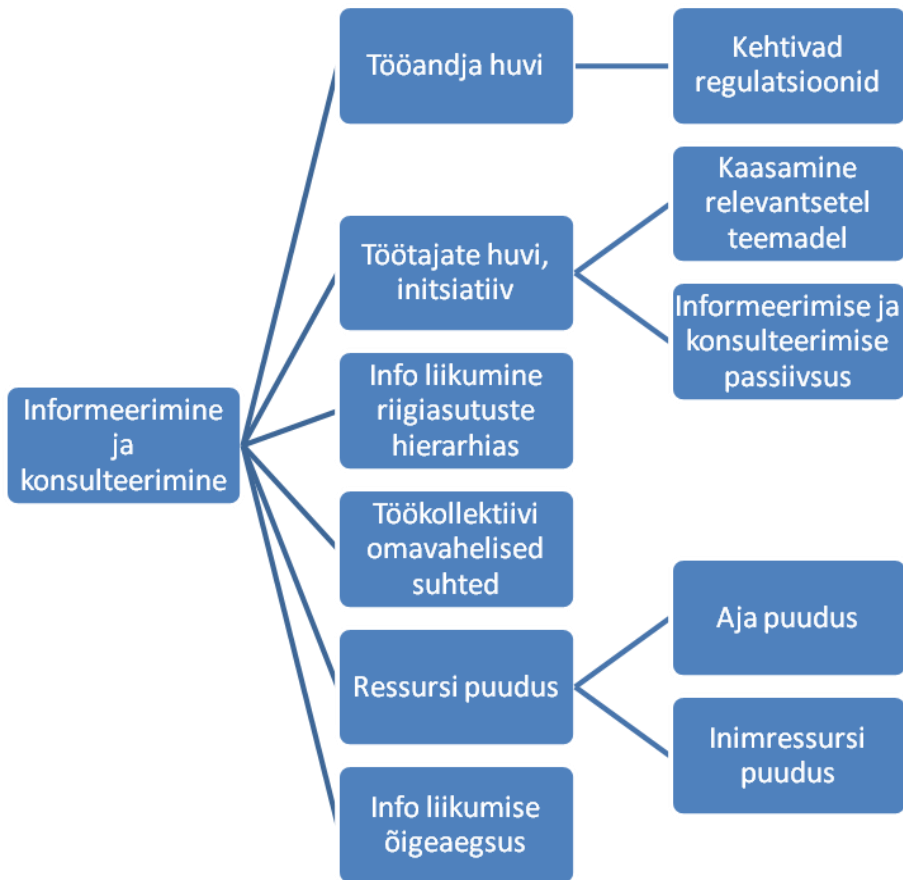 Tööandja huvi
Kehtivad
regulatsioonid
Kaasamine
relevantsetel
teemadel
Töötajate huvi,
initsiatiiv
Informeerimise ja
konsulteerimise
passiivsus
Informeerimine
ja
konsulteerimine
Info liikumine
riigiasutuste
hierarhias
Töökollektiivi
omavahelised
suhted
Aja puudus
Ressursi puudus
Inimressursi
puudus
Info liikumise
õigeaegsus